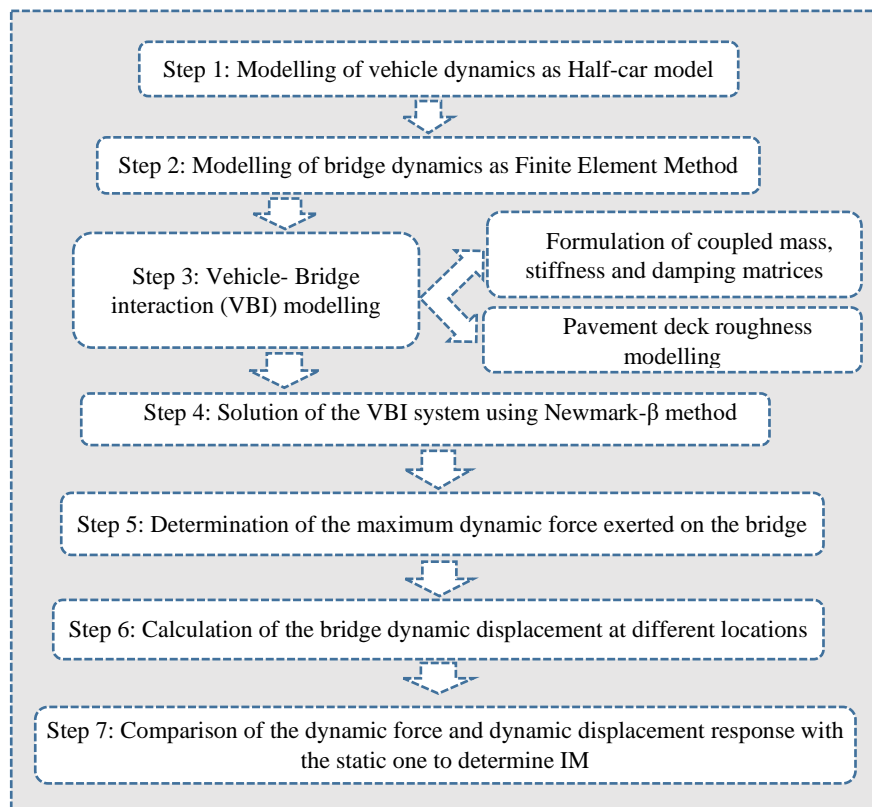 Step 1: Modelling of vehicle dynamics as Half-car model
Step 2: Modelling of bridge dynamics as Finite Element Method
Step 3: Vehicle- Bridge
interaction (VBI) modelling
Formulation of coupled mass,
stiffness and damping matrices
Pavement deck roughness
modelling
Step 4: Solution of the VBI system using Newmark-β method
Step 5: Determination of the maximum dynamic force exerted on the bridge
Step 6: Calculation of the bridge dynamic displacement at different locations
Step 7: Comparison of the dynamic force and dynamic displacement response with
the static one to determine IM